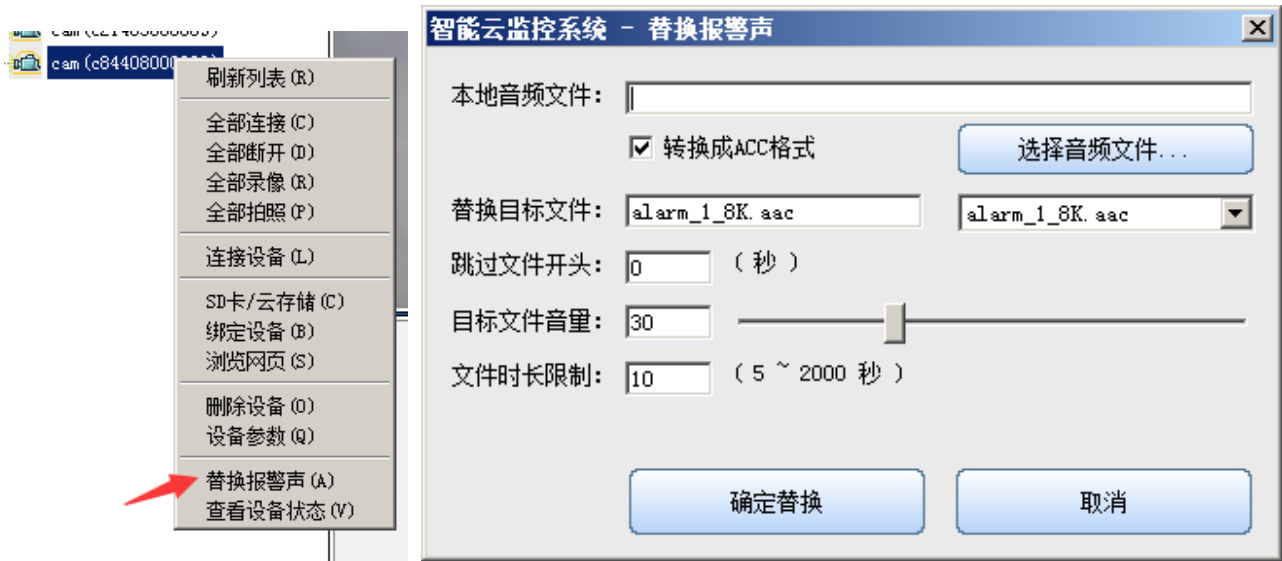 cam(c84408000
刷新列表(R)
全部连接(C)
全部断开(D)
全部录像(R)
全部拍照(P)
连接设备(L)
SD卡/云存储(C)
绑定设备(B)
浏览网页(S)
删除设备(O)
设备参数(Q)
替换报警声(A)
查看设备状态(V)
智能云监控系统 - 替换报警声
本地音频文件:
转换成ACC格式
选择音频文件...
替换目标文件: alarm_1_8K.aac alarm_1_8K.aac
跳过文件开头: 0 (秒)
目标文件音里: 30
文件时长限制: 10 (5 ~ 2000 秒)
确定替换 取消